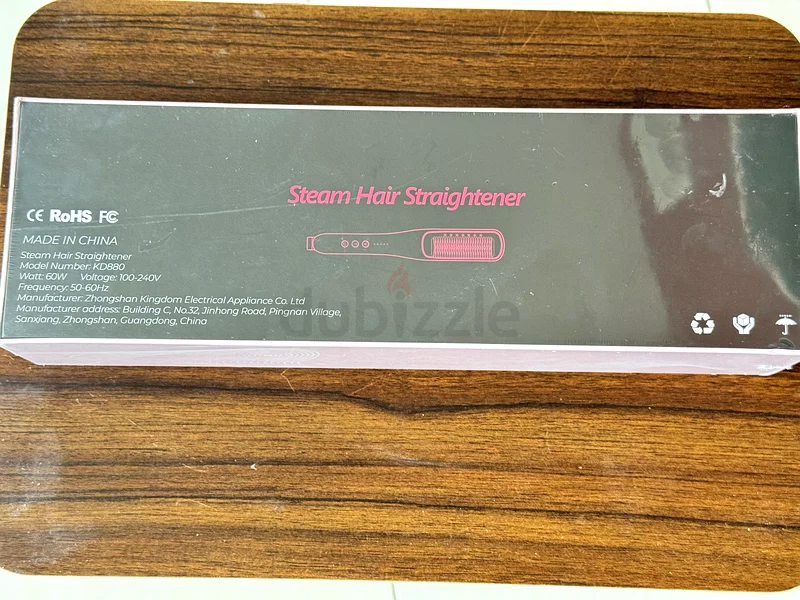 Steam Hair Straightener
CE RoHS FC
MADE IN CHINA
Steam Hair Straightener
Model Number: KD880
Watt: 60W Voltage: 100-240V
Frequency: 50-60Hz
Manufacturer: Zhongshan Kingdom Electrical Appliance Co. Ltd
Manufacturer address: Building C, No.32, Jinhong Road, Pingnan Village,
Sanxiang, Zhongshan, Guangdong, China
dubizzle